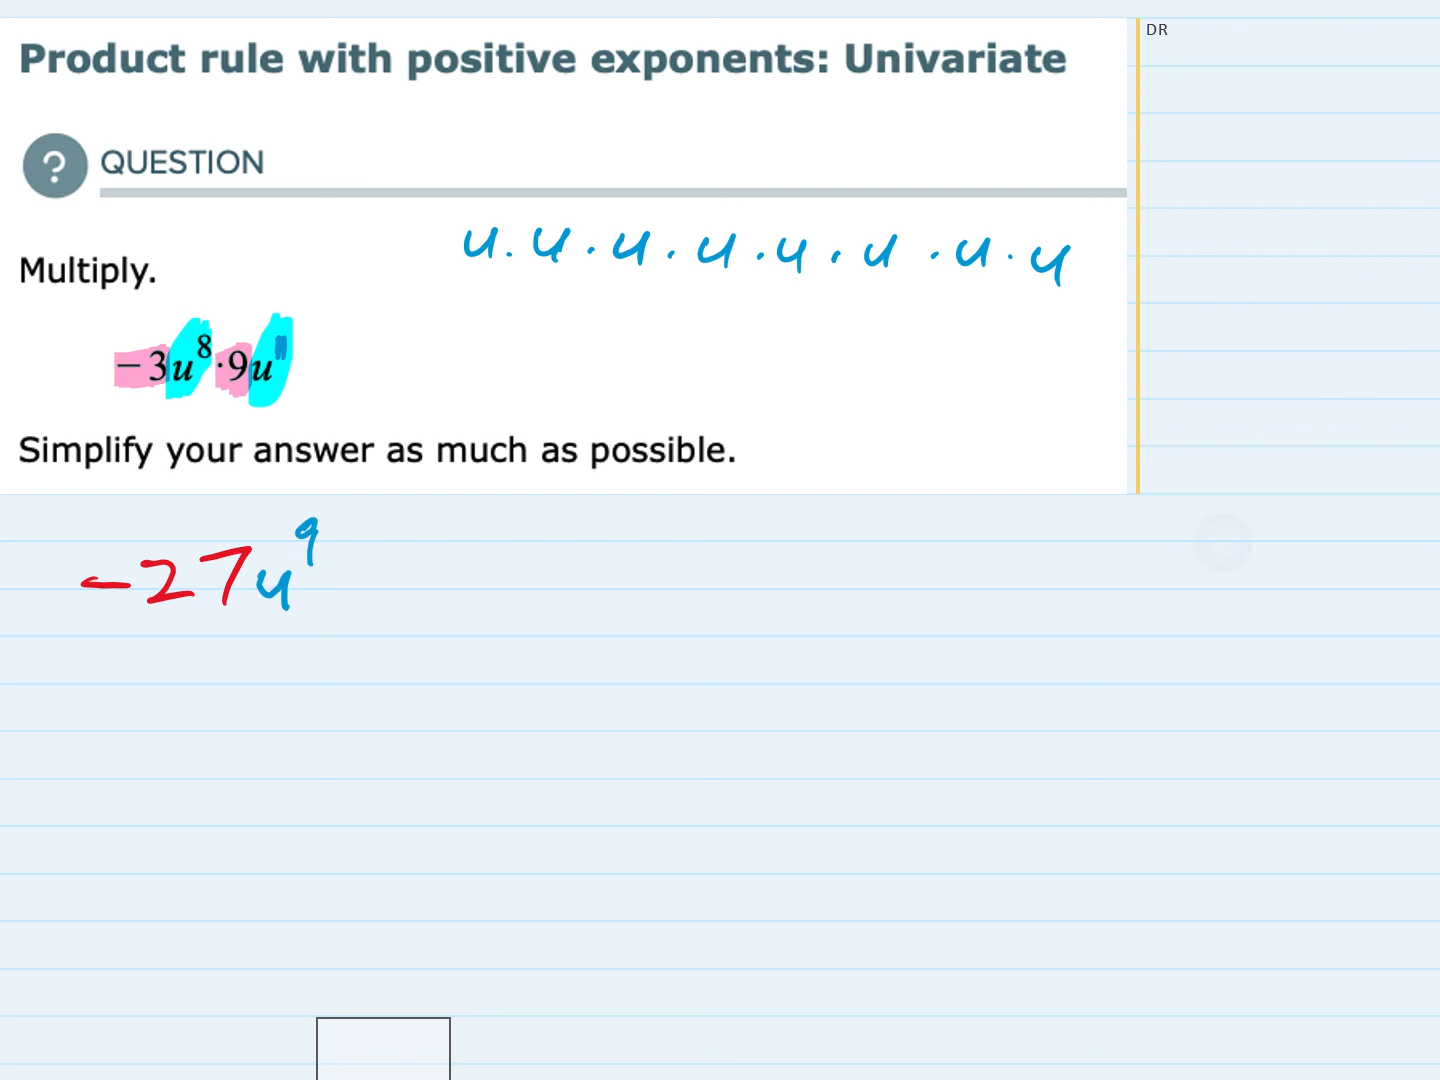 Product rule with positive exponents: Univariate
DR
? QUESTION
u.u.u.u.u.u.u.u
Multiply.
−3u⁸·9u
Simplify your answer as much as possible.
-27u⁹